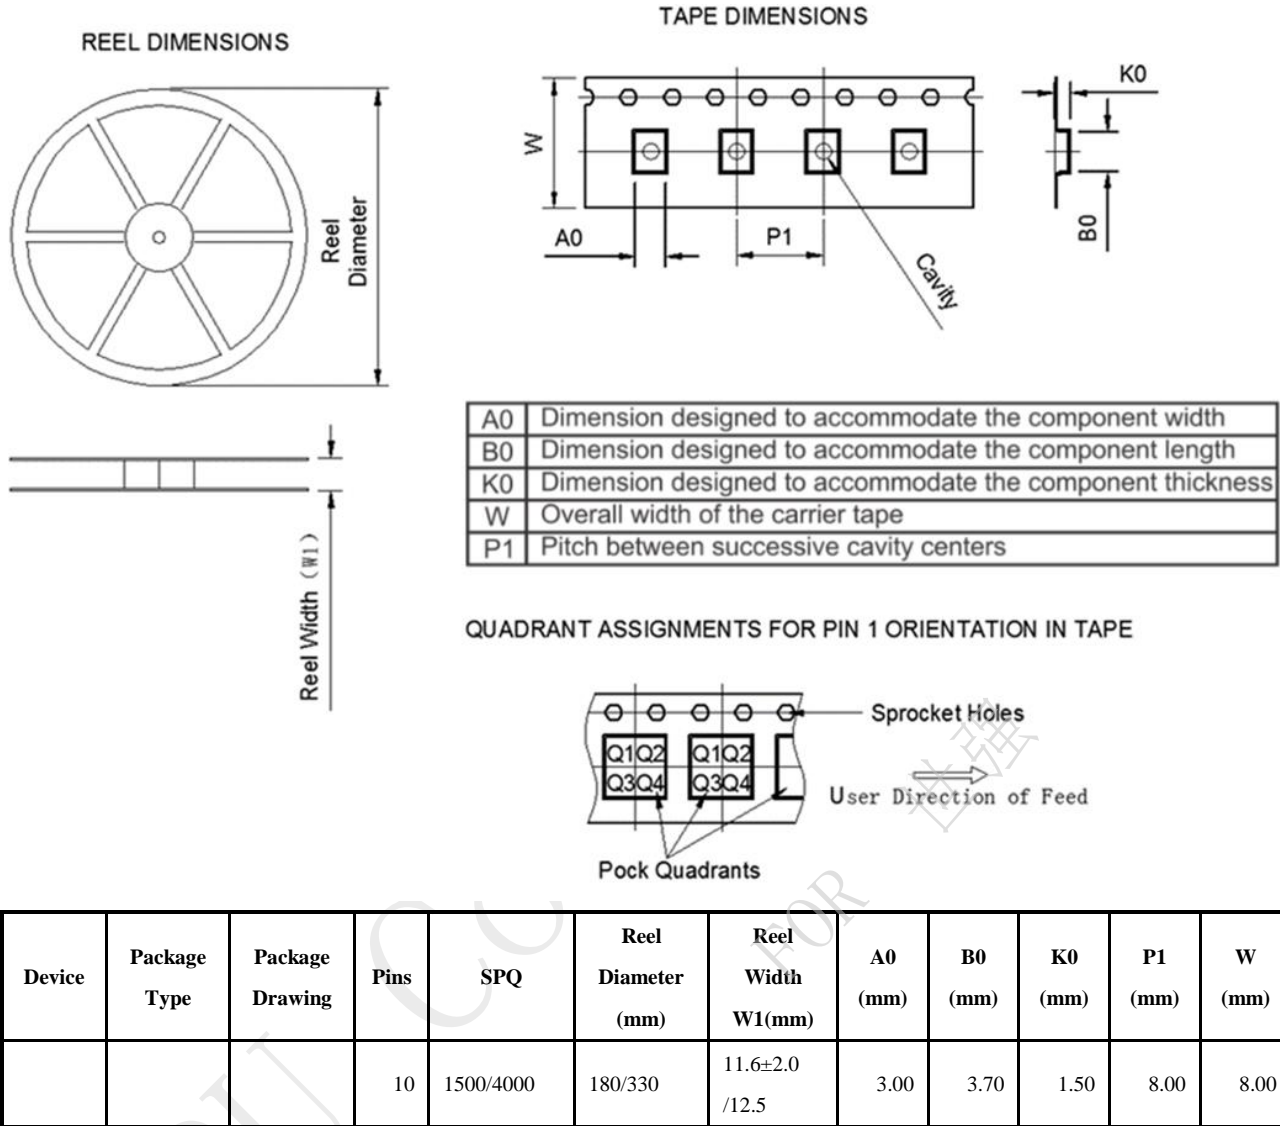 REEL DIMENSIONS
TAPE DIMENSIONS
Reel
Diameter
W
K0
A0
P1
B0
Cavity
Reel Width (W1)
A0 Dimension designed to accommodate the component width
B0 Dimension designed to accommodate the component length
K0 Dimension designed to accommodate the component thickness
W Overall width of the carrier tape
P1 Pitch between successive cavity centers
QUADRANT ASSIGNMENTS FOR PIN 1 ORIENTATION IN TAPE
Sprocket Holes
Q1 Q2 Q1 Q2
Q3 Q4 Q3 Q4
User Direction of Feed
Pock Quadrants
世强
FOR
Device Package Type Package Drawing Pins SPQ Reel Diameter (mm) Reel Width W1(mm) A0 (mm) B0 (mm) K0 (mm) P1 (mm) W (mm)
10 1500/4000 180/330 11.6±2.0 /12.5 3.00 3.70 1.50 8.00 8.00